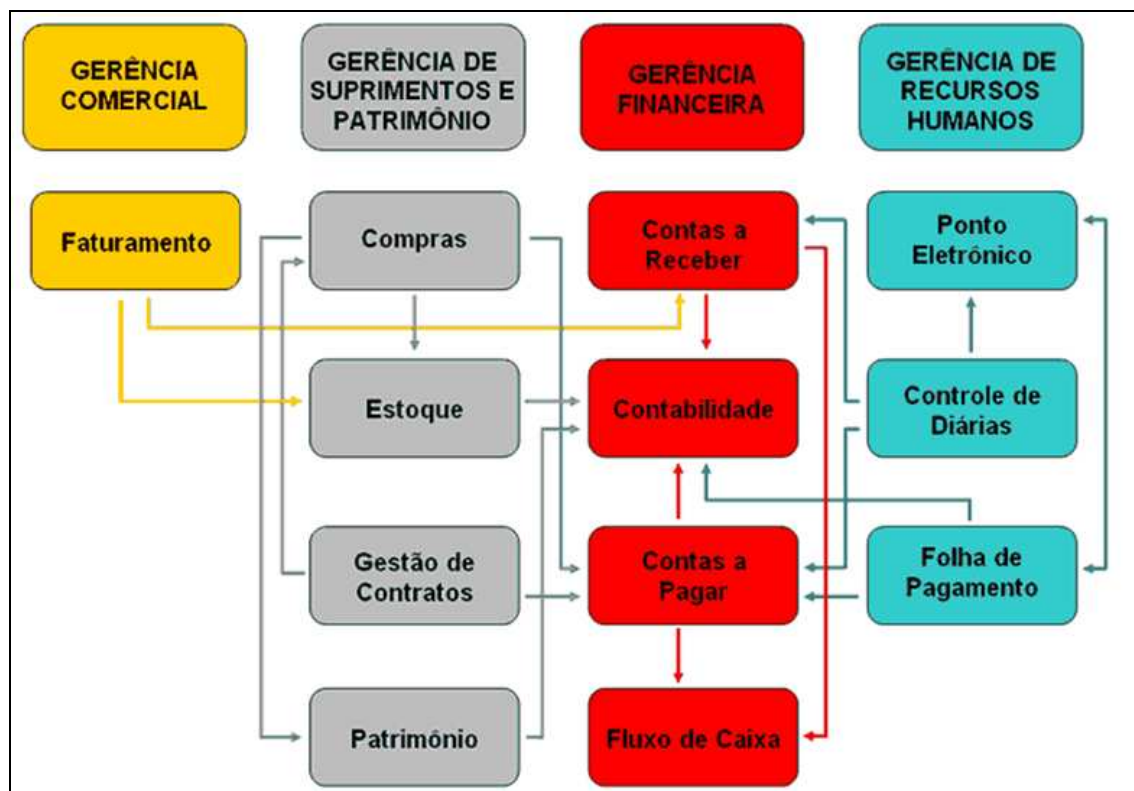 GERÊNCIA
COMERCIAL
GERÊNCIA DE
SUPRIMENTOS E
PATRIMÔNIO
GERÊNCIA
FINANCEIRA
GERÊNCIA DE
RECURSOS
HUMANOS
Faturamento
Compras
Contas a
Receber
Ponto
Eletrônico
Estoque
Contabilidade
Controle de
Diárias
Gestão de
Contratos
Contas a
Pagar
Folha de
Pagamento
Patrimônio
Fluxo de Caixa